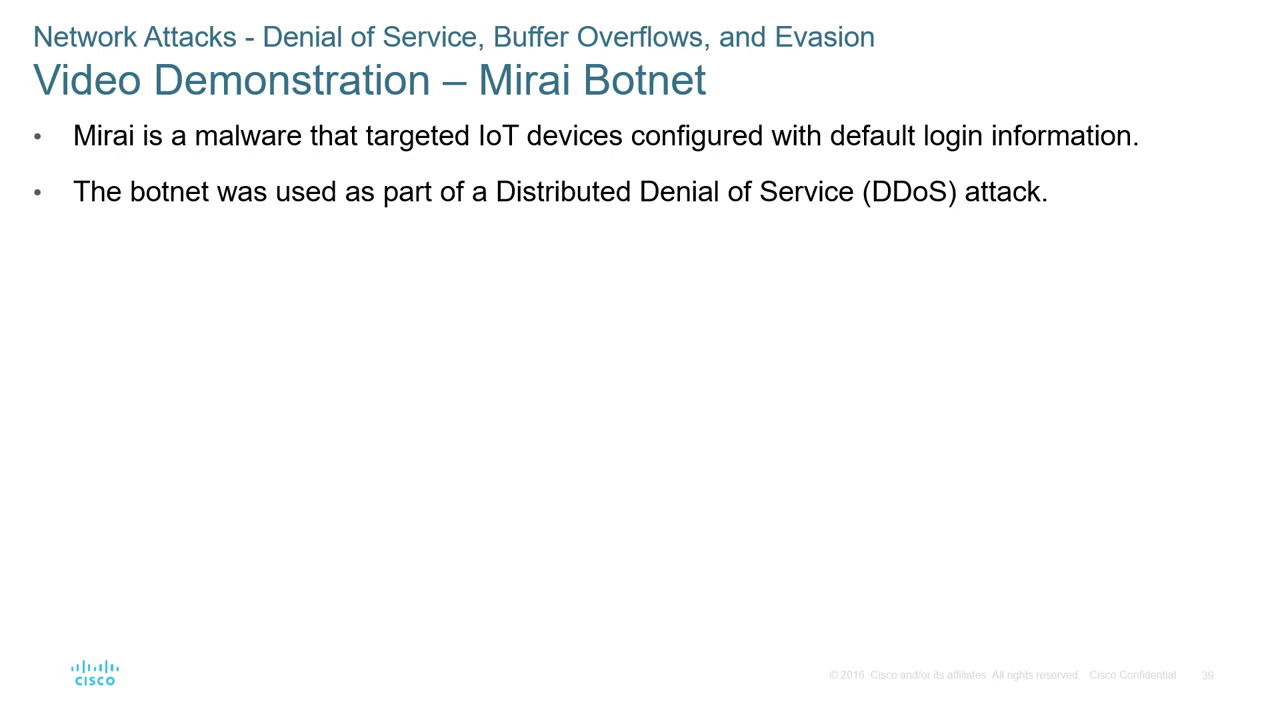 Network Attacks - Denial of Service, Buffer Overflows, and Evasion
Video Demonstration – Mirai Botnet
• Mirai is a malware that targeted IoT devices configured with default login information.
• The botnet was used as part of a Distributed Denial of Service (DDoS) attack.
CISCO
© 2016 Cisco and/or its affiliates. All rights reserved. Cisco Confidential 39